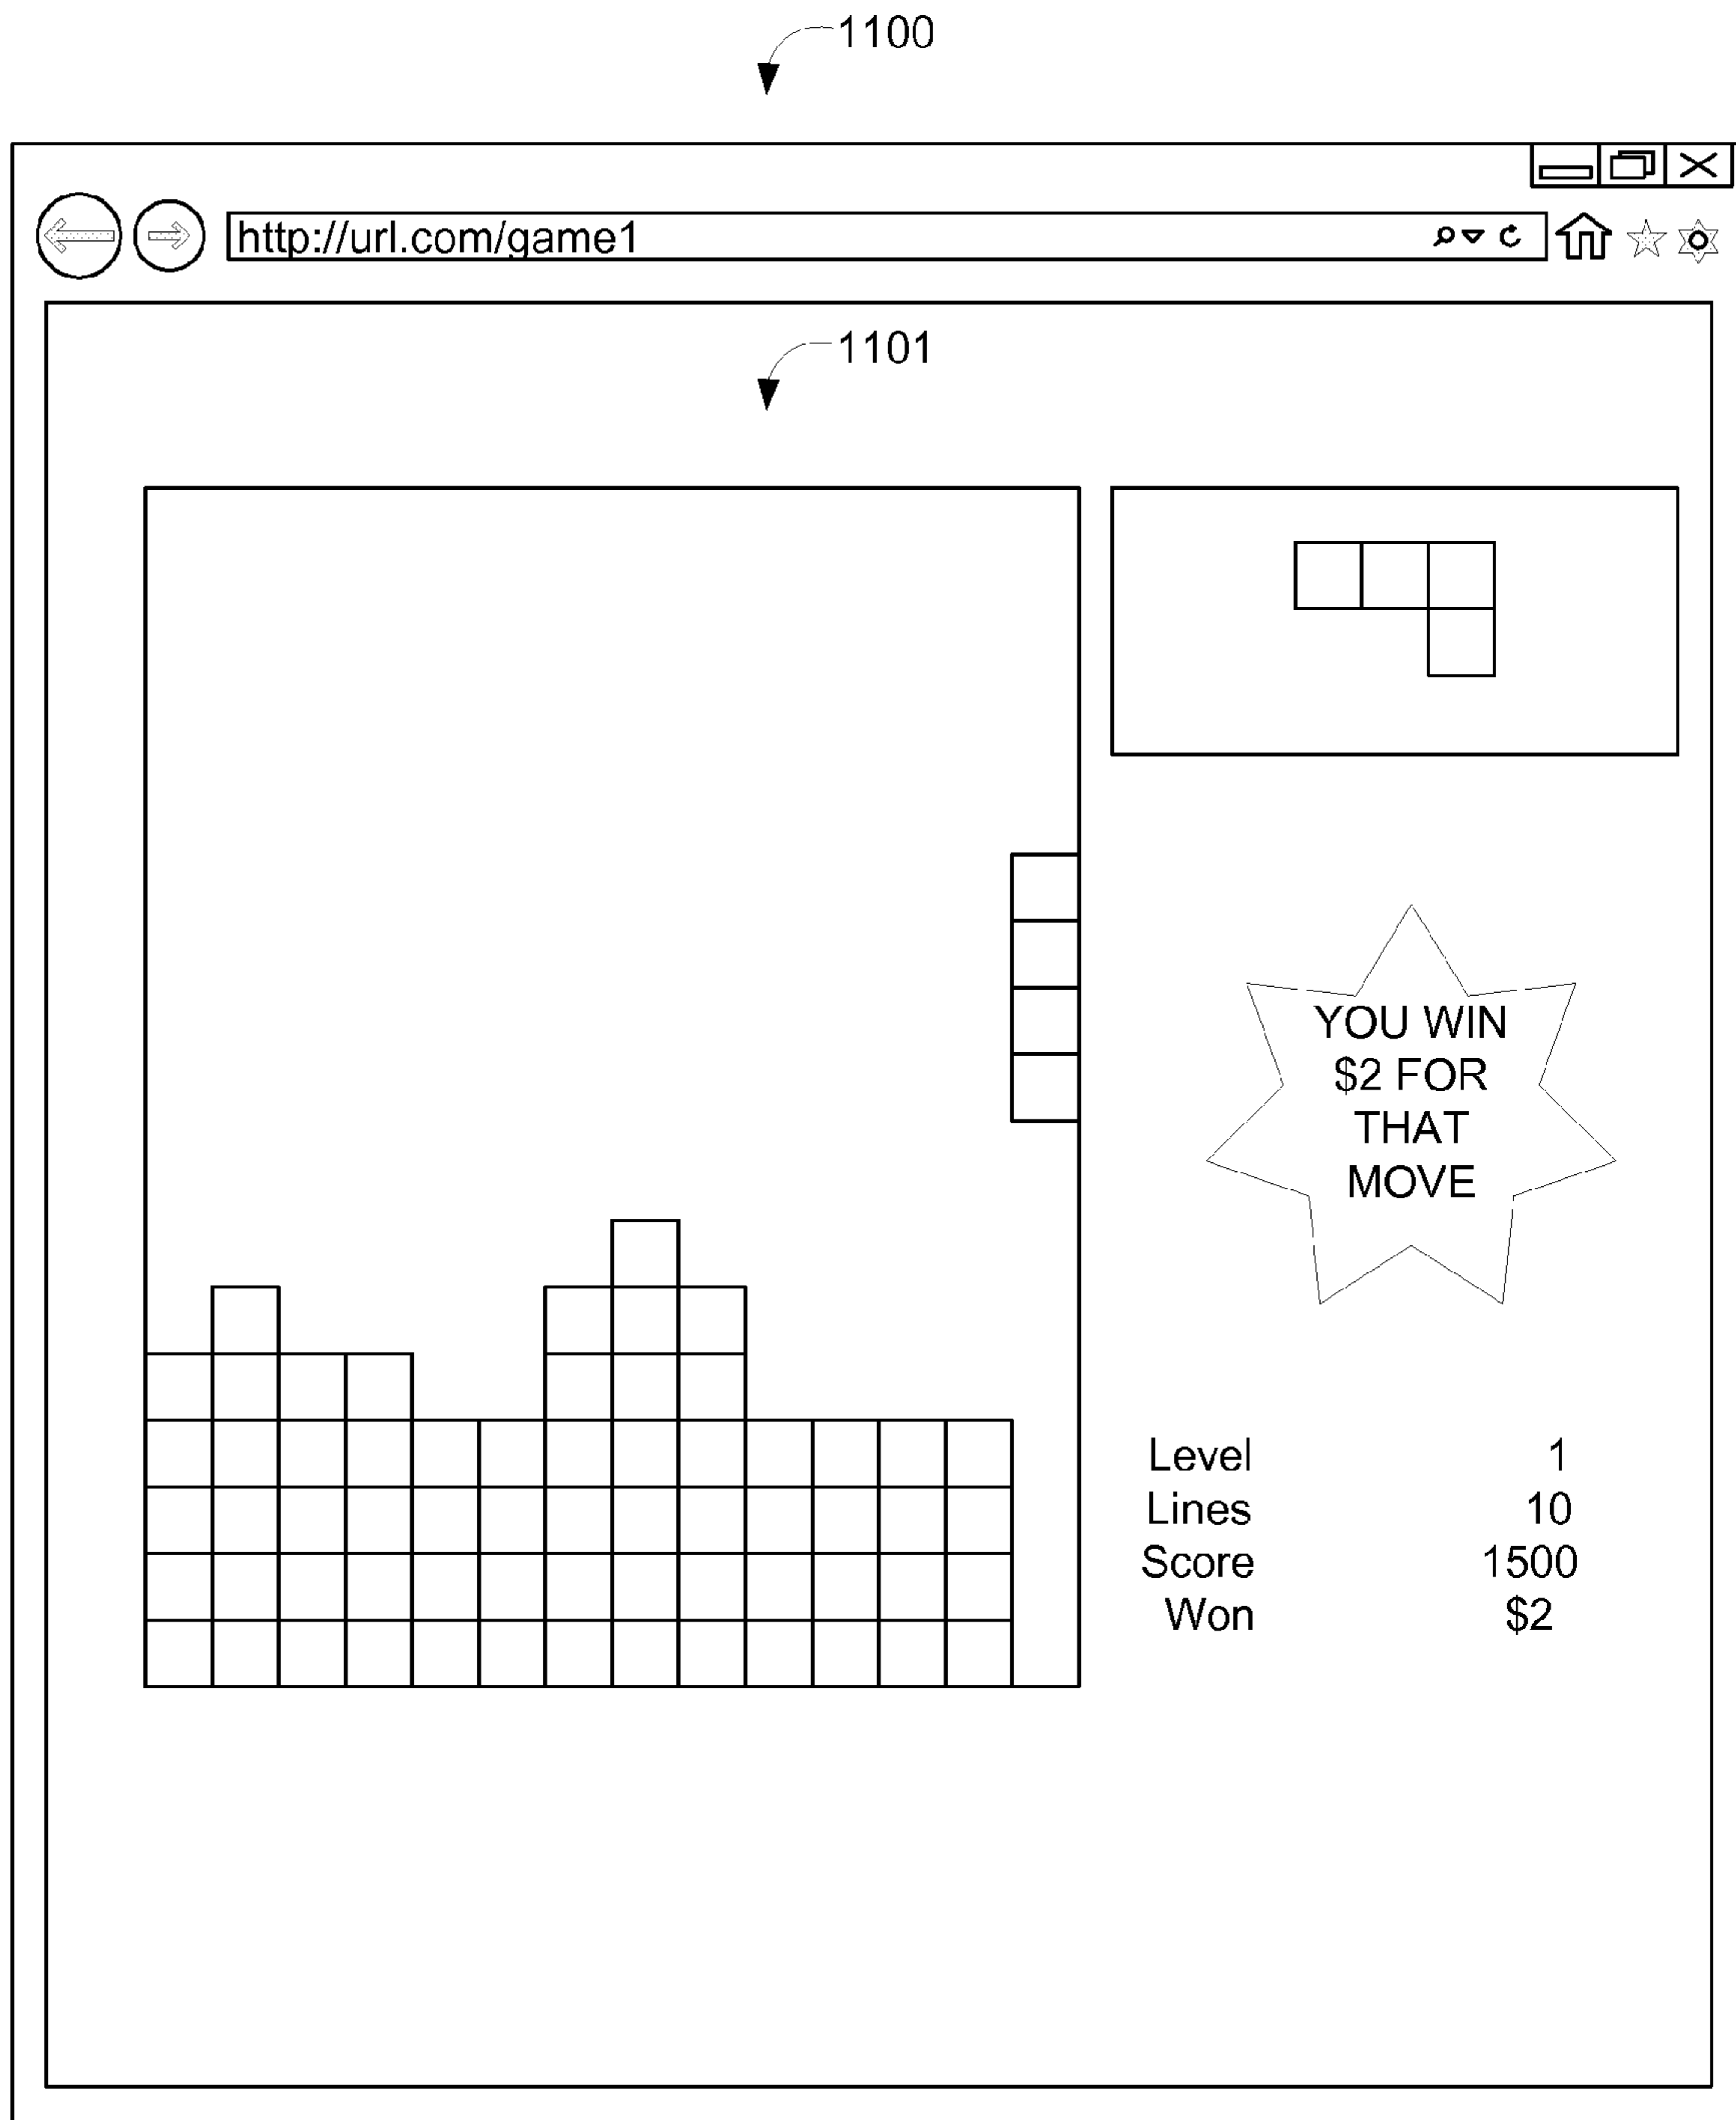 1100
http://url.com/game1
1101
YOU WIN
$2 FOR
THAT
MOVE
Level 1
Lines 10
Score 1500
Won $2